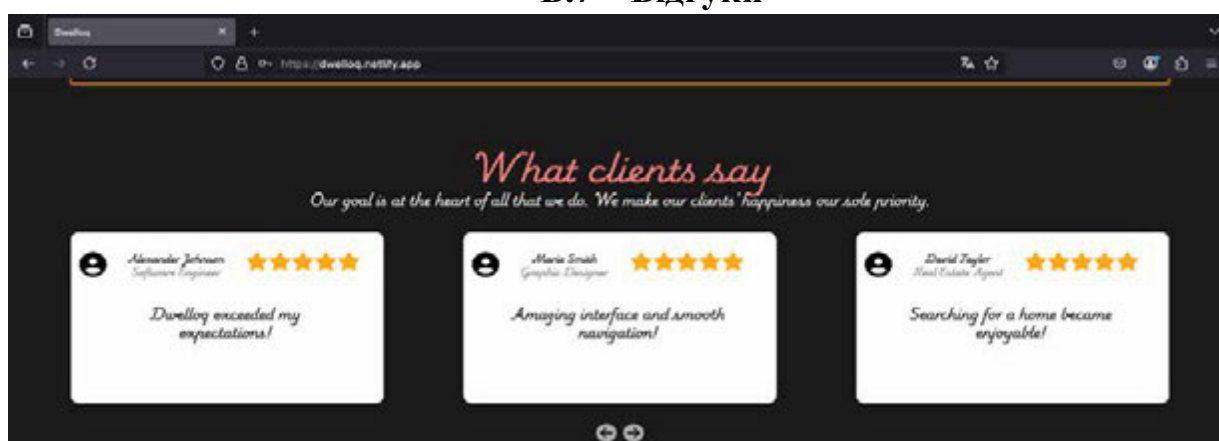 Відгуки
Dwelloq
https://dwelloq.netlify.app
What clients say
Our goal is at the heart of all that we do. We make our clients' happiness our sole priority.
Alexander Johnson
Software Engineer
Dwelloq exceeded my
expectations!
Maria Smith
Graphic Designer
Amazing interface and smooth
navigation!
David Taylor
Real Estate Agent
Searching for a home became
enjoyable!